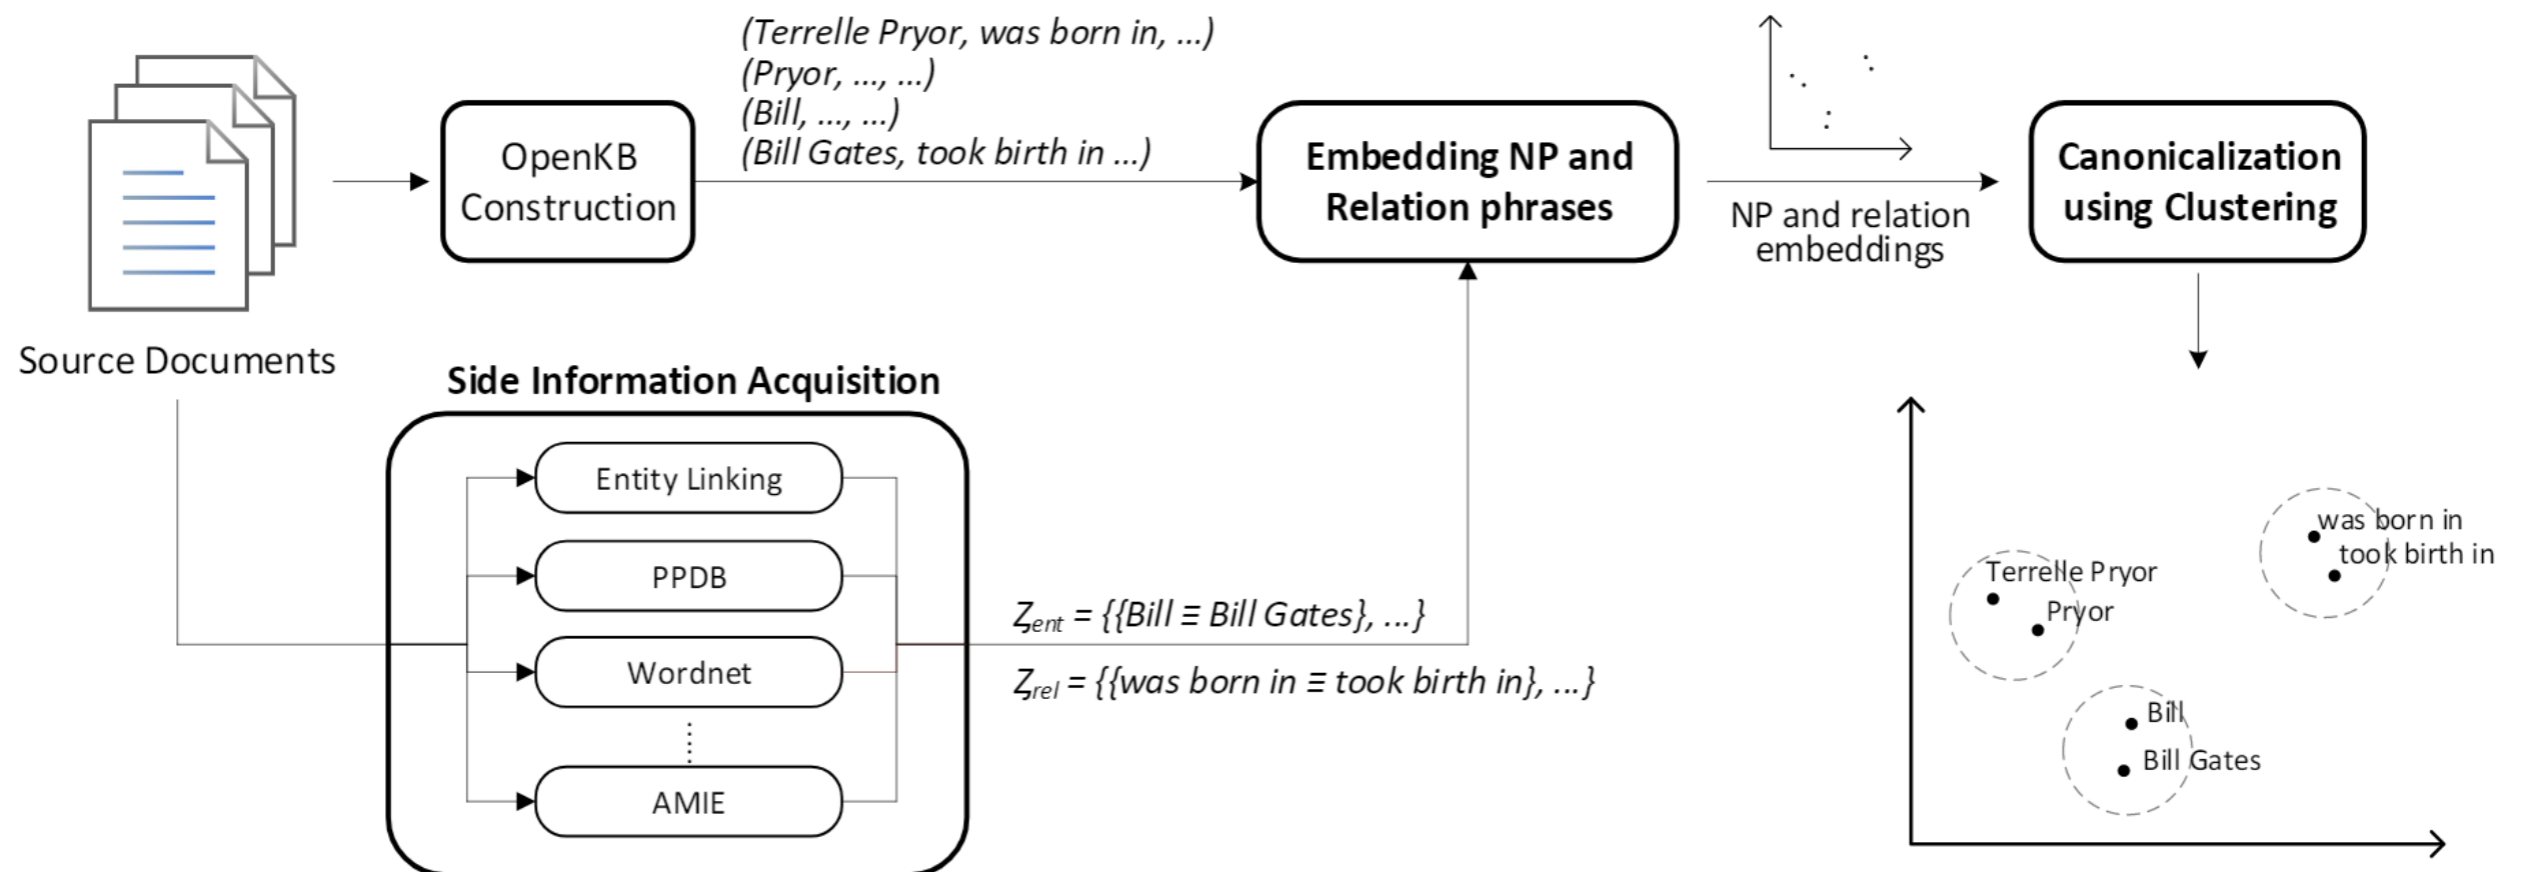 (Terrelle Pryor, was born in, ...)
(Pryor, ..., ...)
(Bill, ..., ...)
(Bill Gates, took birth in ...)
OpenKB
Construction
Embedding NP and
Relation phrases
NP and relation
embeddings
Canonicalization
using Clustering
Source Documents
Side Information Acquisition
Entity Linking
PPDB
Wordnet
AMIE
Ζent = {{Bill ≡ Bill Gates}, ...}
Ζrel = {{was born in ≡ took birth in}, ...}
was born in
took birth in
Terrelle Pryor
Pryor
Bill
Bill Gates